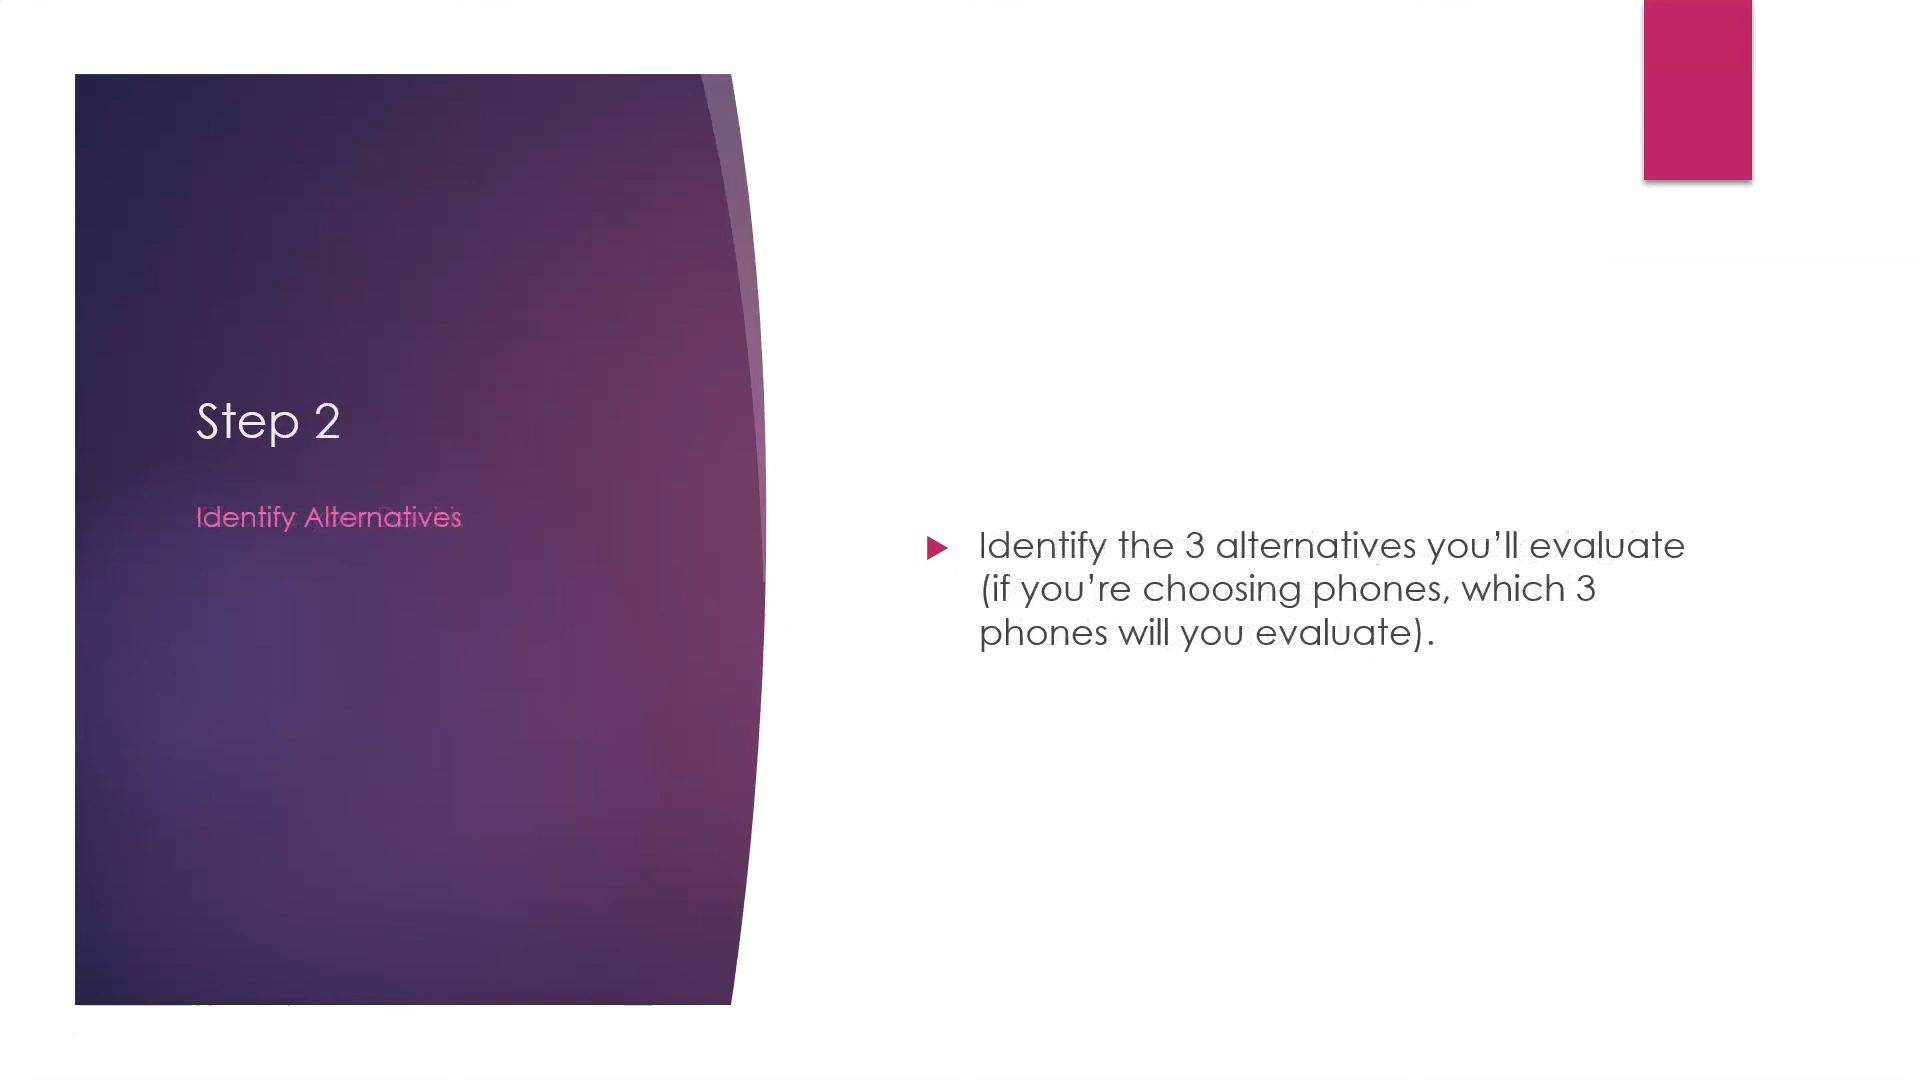 Step 2
Identify Alternatives
Identify the 3 alternatives you’ll evaluate
(if you’re choosing phones, which 3
phones will you evaluate).